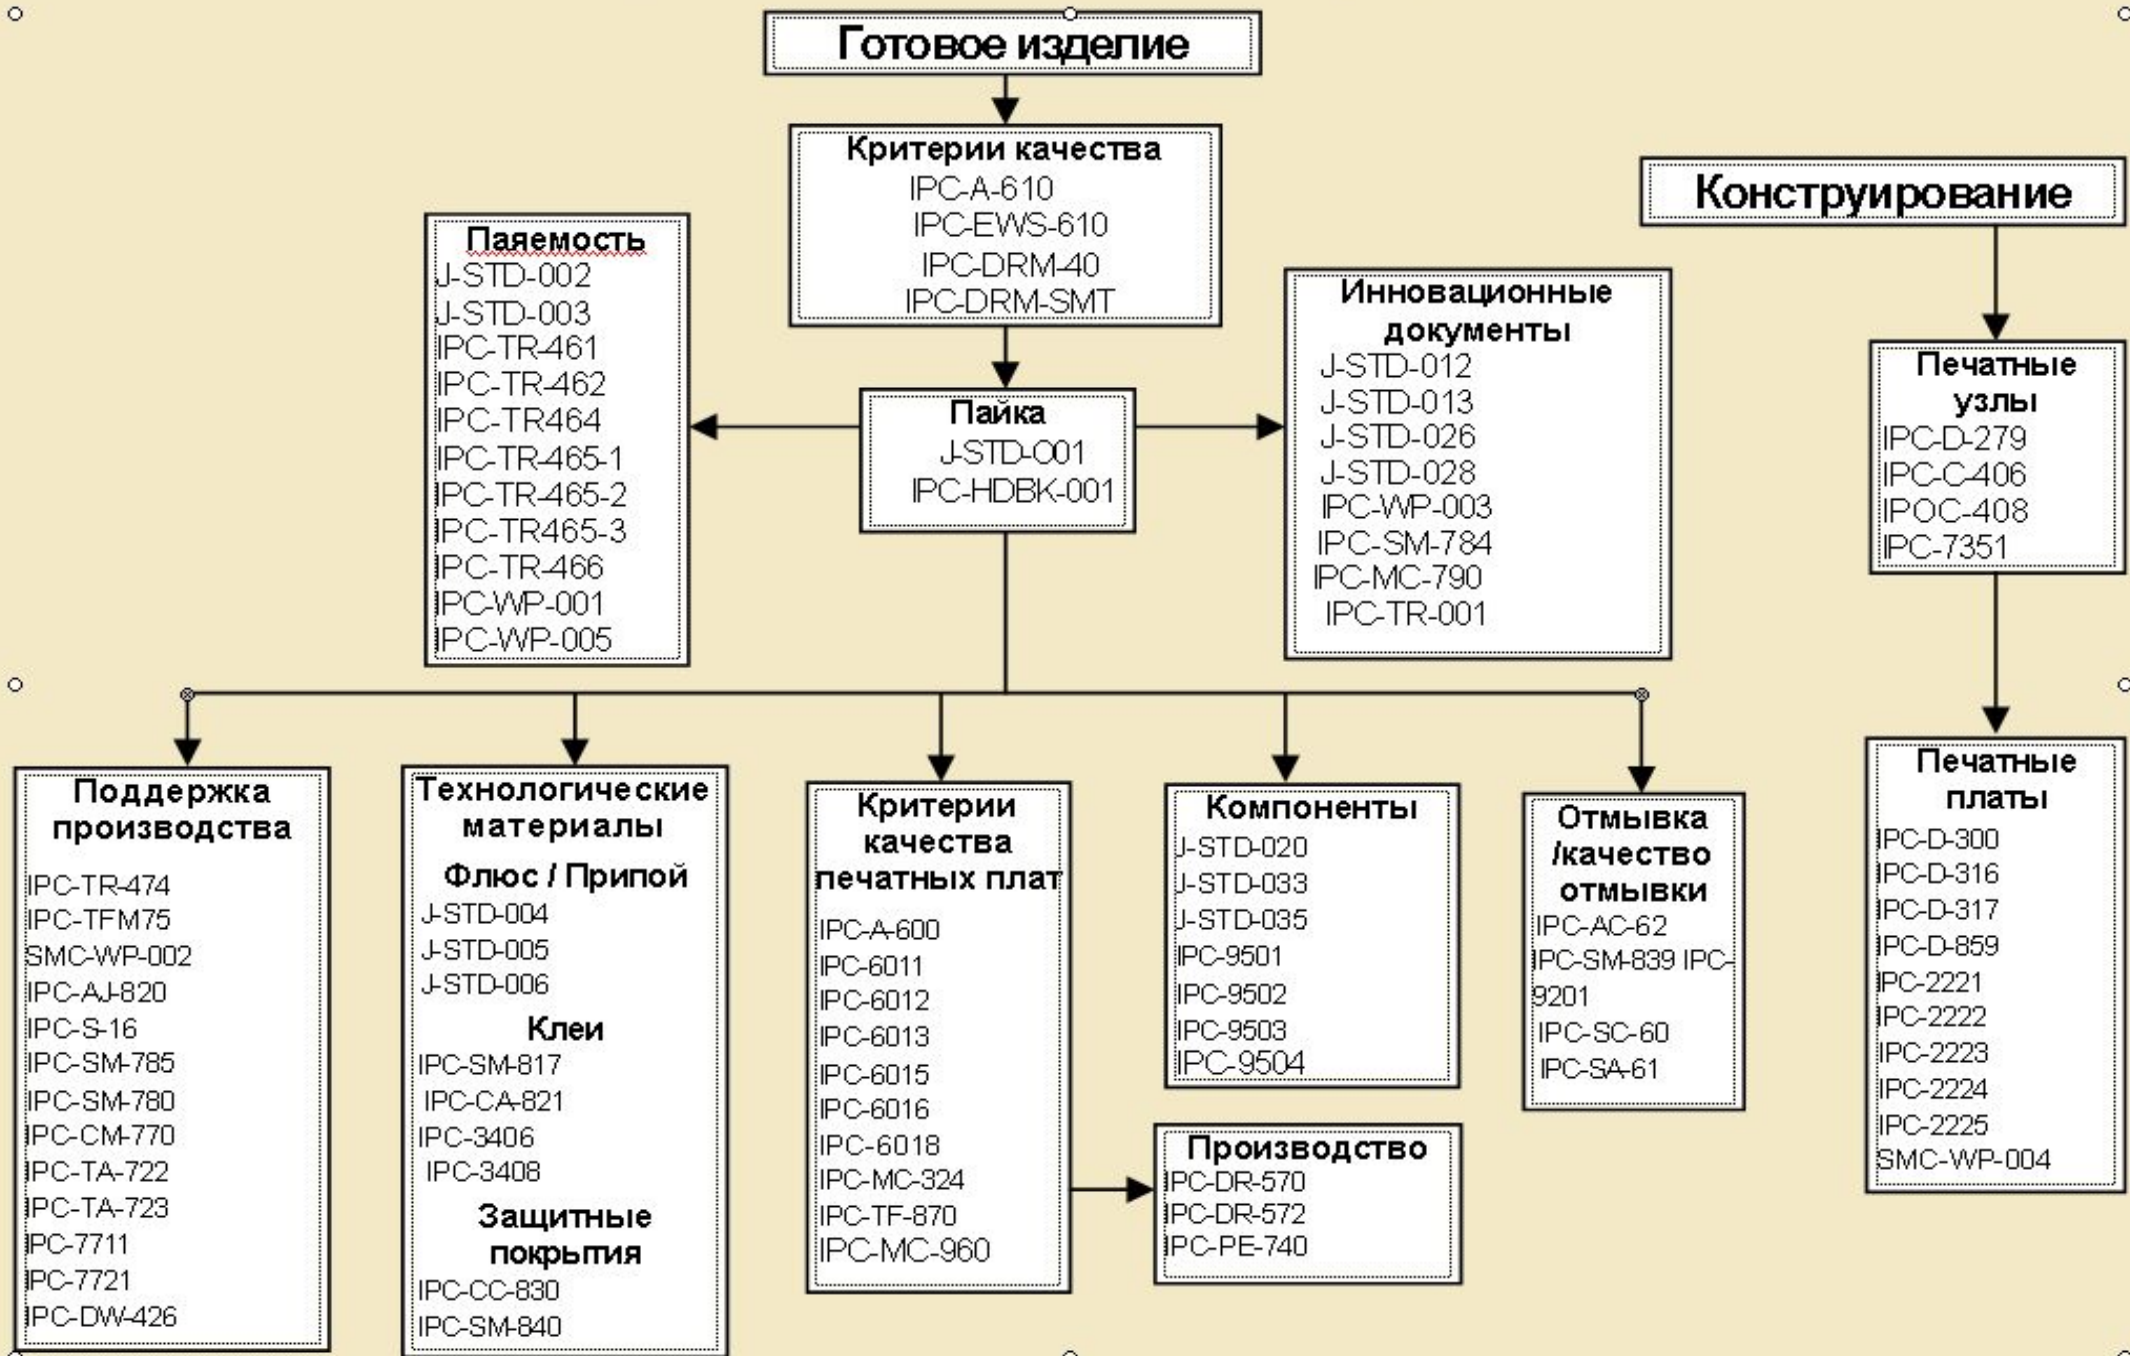 Готовое изделие
Критерии качества
IPC-A-610
IPC-EWS-610
IPC-DRM-40
IPC-DRM-SMT
Конструирование
Паяемость
J-STD-002
J-STD-003
IPC-TR-461
IPC-TR-462
IPC-TR464
IPC-TR-465-1
IPC-TR-465-2
IPC-TR465-3
IPC-TR-466
IPC-WP-001
IPC-WP-005
Пайка
J-STD-O01
IPC-HDBK-001
Инновационные
документы
J-STD-012
J-STD-013
J-STD-026
J-STD-028
IPC-WP-003
IPC-SM-784
IPC-MC-790
IPC-TR-001
Печатные
узлы
IPC-D-279
IPC-C-406
IPOC-408
IPC-7351
Поддержка
производства
IPC-TR-474
IPC-TFM75
SMC-WP-002
IPC-AJ-820
IPC-S-16
IPC-SM-785
IPC-SM-780
IPC-CM-770
IPC-TA-722
IPC-TA-723
IPC-7711
IPC-7721
IPC-DW-426
Технологические
материалы
Флюс / Припой
J-STD-004
J-STD-005
J-STD-006
Клеи
IPC-SM-817
IPC-CA-821
IPC-3406
IPC-3408
Защитные
покрытия
IPC-CC-830
IPC-SM-840
Критерии
качества
печатных плат
IPC-A-600
IPC-6011
IPC-6012
IPC-6013
IPC-6015
IPC-6016
IPC-6018
IPC-MC-324
IPC-TF-870
IPC-MC-960
Компоненты
J-STD-020
J-STD-033
J-STD-035
IPC-9501
IPC-9502
IPC-9503
IPC-9504
Производство
IPC-DR-570
IPC-DR-572
IPC-PE-740
Отмывка
/качество
отмывки
IPC-AC-62
IPC-SM-839 IPC-
9201
IPC-SC-60
IPC-SA-61
Печатные
платы
IPC-D-300
IPC-D-316
IPC-D-317
IPC-D-859
IPC-2221
IPC-2222
IPC-2223
IPC-2224
IPC-2225
SMC-WP-004